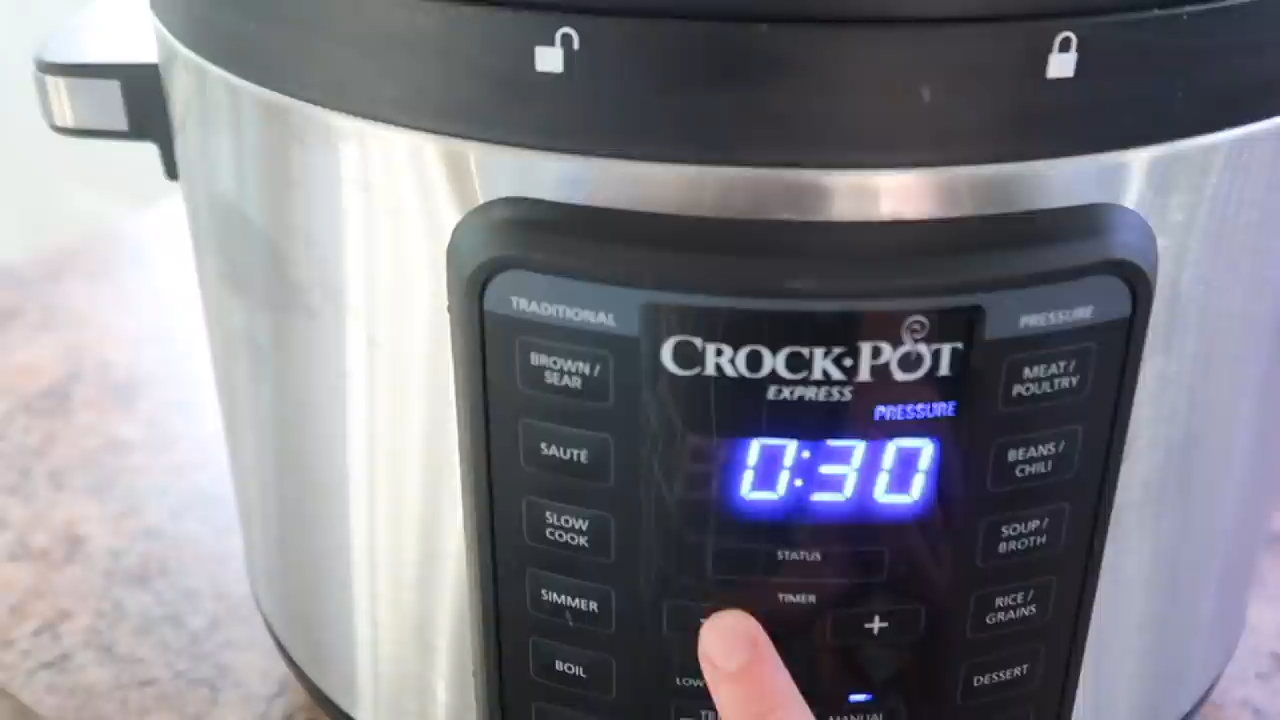 TRADITIONAL
PRESSURE
CROCK•POT
EXPRESS
BROWN /
SEAR
SAUTÉ
SLOW
COOK
SIMMER
BOIL
PRESSURE
0:30
STATUS
TIMER
+
LOW
MANUAL
MEAT /
POULTRY
BEANS /
CHILI
SOUP /
BROTH
RICE /
GRAINS
DESSERT